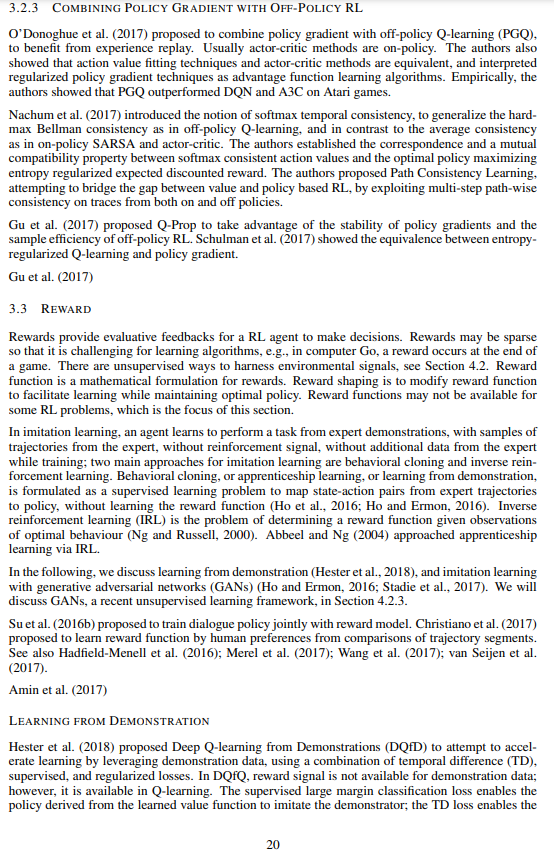 3.2.3 COMBINING POLICY GRADIENT WITH OFF-POLICY RL
O'Donoghue et al. (2017) proposed to combine policy gradient with off-policy Q-learning (PGQ),
to benefit from experience replay. Usually actor-critic methods are on-policy. The authors also
showed that action value fitting techniques and actor-critic methods are equivalent, and interpreted
regularized policy gradient techniques as advantage function learning algorithms. Empirically, the
authors showed that PGQ outperformed DQN and A3C on Atari games.
Nachum et al. (2017) introduced the notion of softmax temporal consistency, to generalize the hard-
max Bellman consistency as in off-policy Q-learning, and in contrast to the average consistency
as in on-policy SARSA and actor-critic. The authors established the correspondence and a mutual
compatibility property between softmax consistent action values and the optimal policy maximizing
entropy regularized expected discounted reward. The authors proposed Path Consistency Learning,
attempting to bridge the gap between value and policy based RL, by exploiting multi-step path-wise
consistency on traces from both on and off policies.
Gu et al. (2017) proposed Q-Prop to take advantage of the stability of policy gradients and the
sample efficiency of off-policy RL. Schulman et al. (2017) showed the equivalence between entropy-
regularized Q-learning and policy gradient.
Gu et al. (2017)
3.3 REWARD
Rewards provide evaluative feedbacks for a RL agent to make decisions. Rewards may be sparse
so that it is challenging for learning algorithms, e.g., in computer Go, a reward occurs at the end of
a game. There are unsupervised ways to harness environmental signals, see Section 4.2. Reward
function is a mathematical formulation for rewards. Reward shaping is to modify reward function
to facilitate learning while maintaining optimal policy. Reward functions may not be available for
some RL problems, which is the focus of this section.
In imitation learning, an agent learns to perform a task from expert demonstrations, with samples of
trajectories from the expert, without reinforcement signal, without additional data from the expert
while training; two main approaches for imitation learning are behavioral cloning and inverse rein-
forcement learning. Behavioral cloning, or apprenticeship learning, or learning from demonstration,
is formulated as a supervised learning problem to map state-action pairs from expert trajectories
to policy, without learning the reward function (Ho et al., 2016; Ho and Ermon, 2016). Inverse
reinforcement learning (IRL) is the problem of determining a reward function given observations
of optimal behaviour (Ng and Russell, 2000). Abbeel and Ng (2004) approached apprenticeship
learning via IRL.
In the following, we discuss learning from demonstration (Hester et al., 2018), and imitation learning
with generative adversarial networks (GANs) (Ho and Ermon, 2016; Stadie et al., 2017). We will
discuss GANs, a recent unsupervised learning framework, in Section 4.2.3.
Su et al. (2016b) proposed to train dialogue policy jointly with reward model. Christiano et al. (2017)
proposed to learn reward function by human preferences from comparisons of trajectory segments.
See also Hadfield-Menell et al. (2016); Merel et al. (2017); Wang et al. (2017); van Seijen et al.
(2017).
Amin et al. (2017)
LEARNING FROM DEMONSTRATION
Hester et al. (2018) proposed Deep Q-learning from Demonstrations (DQfD) to attempt to accel-
erate learning by leveraging demonstration data, using a combination of temporal difference (TD),
supervised, and regularized losses. In DQfQ, reward signal is not available for demonstration data;
however, it is available in Q-learning. The supervised large margin classification loss enables the
policy derived from the learned value function to imitate the demonstrator; the TD loss enables the
20